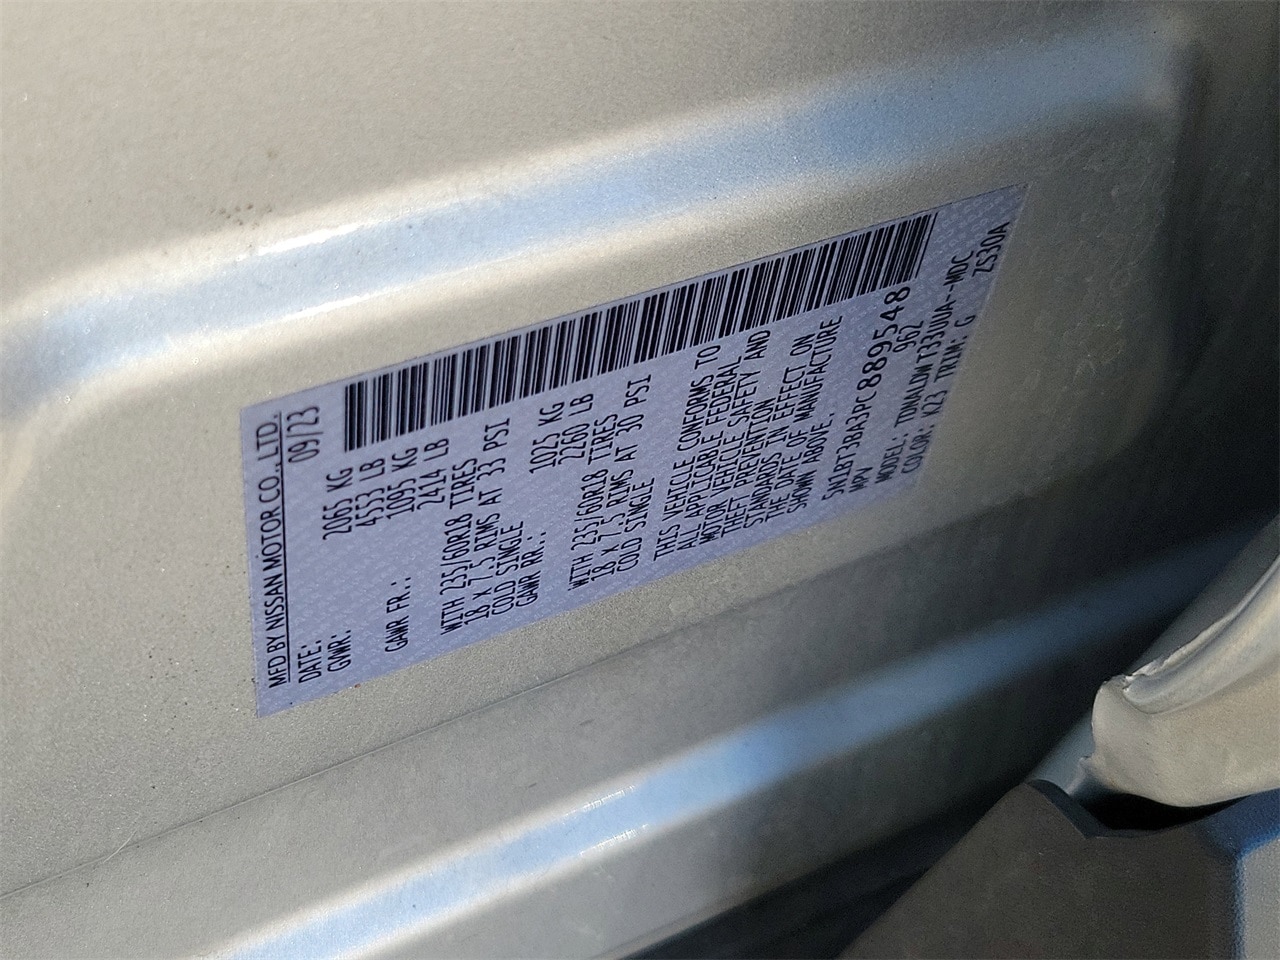 MFD BY NISSAN MOTOR CO.,LTD.
DATE: 09/23
GVWR: 2065 KG
4553 LB
GAWR FR.: 1095 KG
2414 LB
WITH 235/60R18 TIRES
18 X 7.5 RIMS AT 33 PSI
COLD SINGLE
GAWR RR.: 1025 KG
2260 LB
WITH 235/60R18 TIRES
18 X 7.5 RIMS AT 30 PSI
COLD SINGLE
THIS VEHICLE CONFORMS TO
ALL APPLICABLE FEDERAL
MOTOR VEHICLE SAFETY AND
THEFT PREVENTION
STANDARDS IN EFFECT ON
THE DATE OF MANUFACTURE
SHOWN ABOVE.
5N1BT3BA3PC889548
MPV 962
MODEL: TDNALDWT33UUA--MDC
COLOR: KZ3 TRIM: G ZS30A